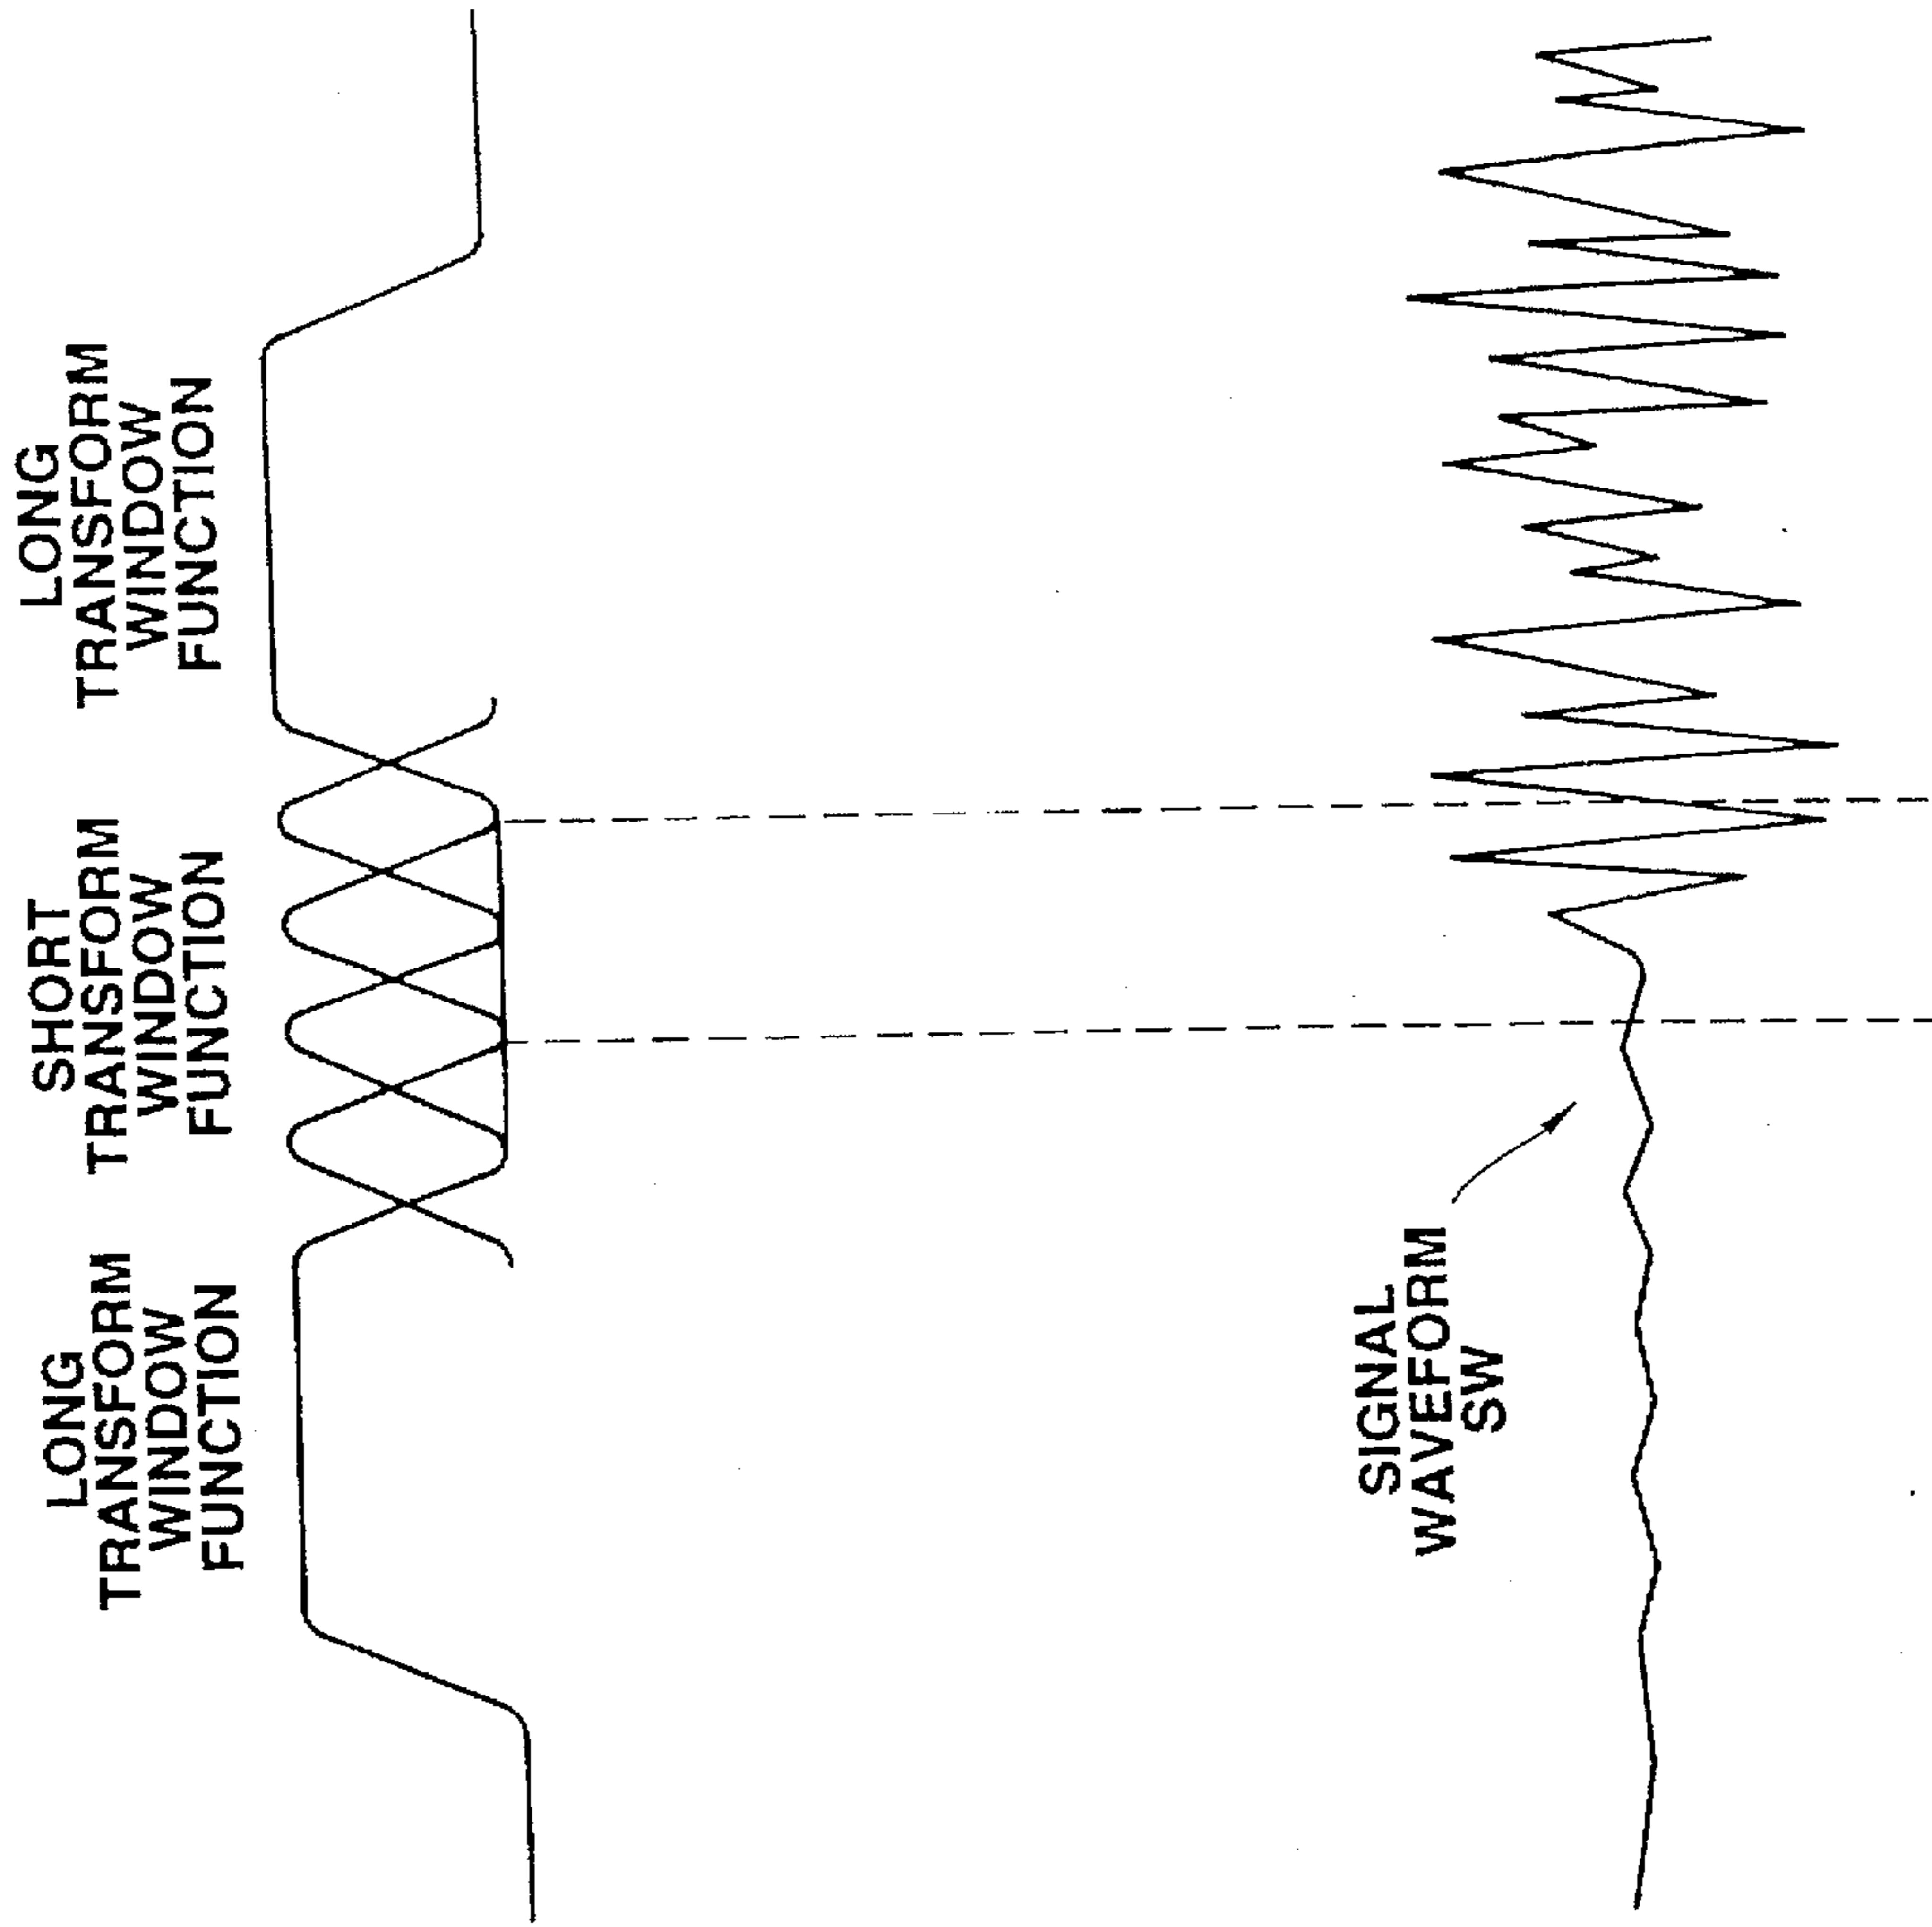 LONG
TRANSFORM
WINDOW
FUNCTION
SHORT
TRANSFORM
WINDOW
FUNCTION
LONG
TRANSFORM
WINDOW
FUNCTION
SIGNAL
WAVEFORM
SW